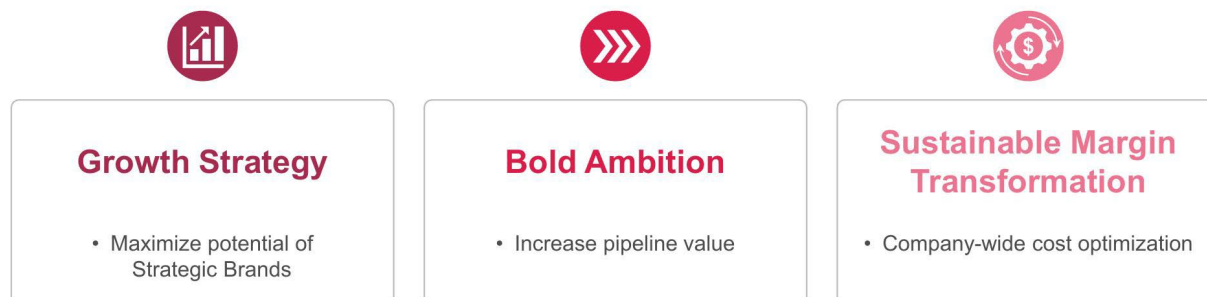 Growth Strategy
• Maximize potential of
Strategic Brands
Bold Ambition
• Increase pipeline value
Sustainable Margin
Transformation
• Company-wide cost optimization
$